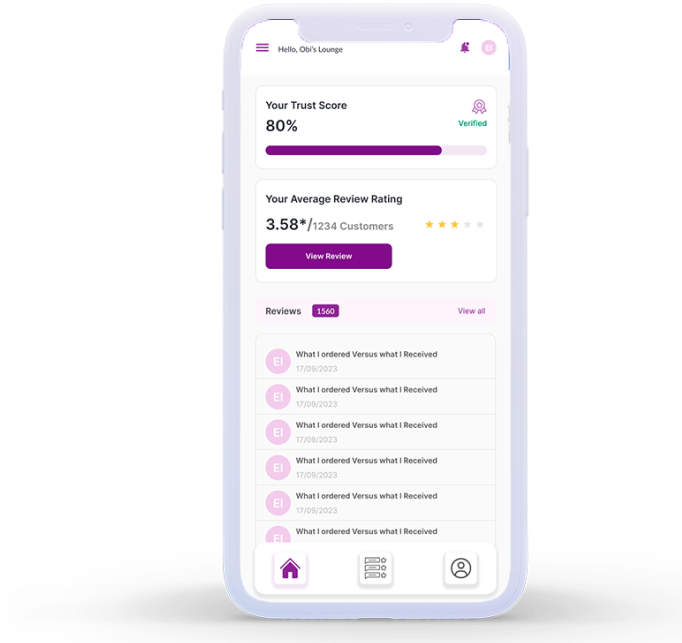 Hello, Obi's Lounge
EI
Your Trust Score
80%
Verified
Your Average Review Rating
3.58*/1234 Customers
View Review
Reviews 1560 View all
EI What I ordered Versus what I Received
17/09/2023
EI What I ordered Versus what I Received
17/09/2023
EI What I ordered Versus what I Received
17/09/2023
EI What I ordered Versus what I Received
17/09/2023
EI What I ordered Versus what I Received
17/09/2023
EI What I ordered Versus what I Received